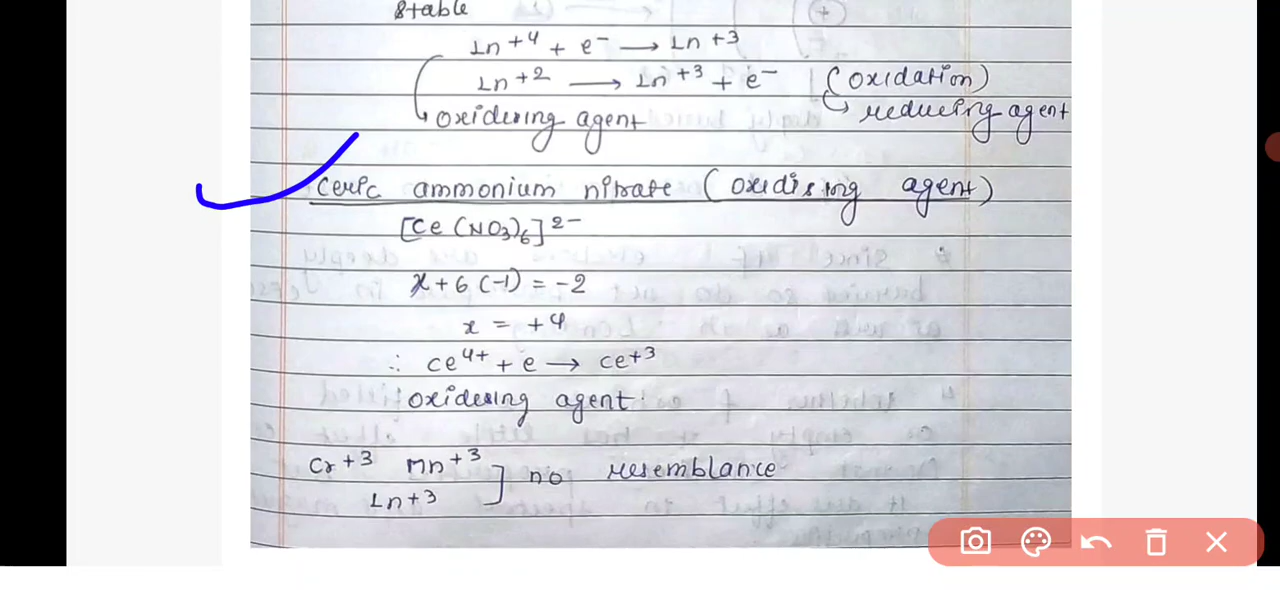 stable
Ln+4 + e- → Ln+3
Ln+2 → Ln+3 + e- (oxidation)
↳ oxidising agent ↳ reducing agent
ceric ammonium nitrate (oxidising agent)
[Ce (NO3)6]2-
x + 6 (-1) = -2
x = +4
∴ ce4+ + e → ce+3
oxidesing agent
Cr+3 Mn+3
Ln+3 ] no resemblance